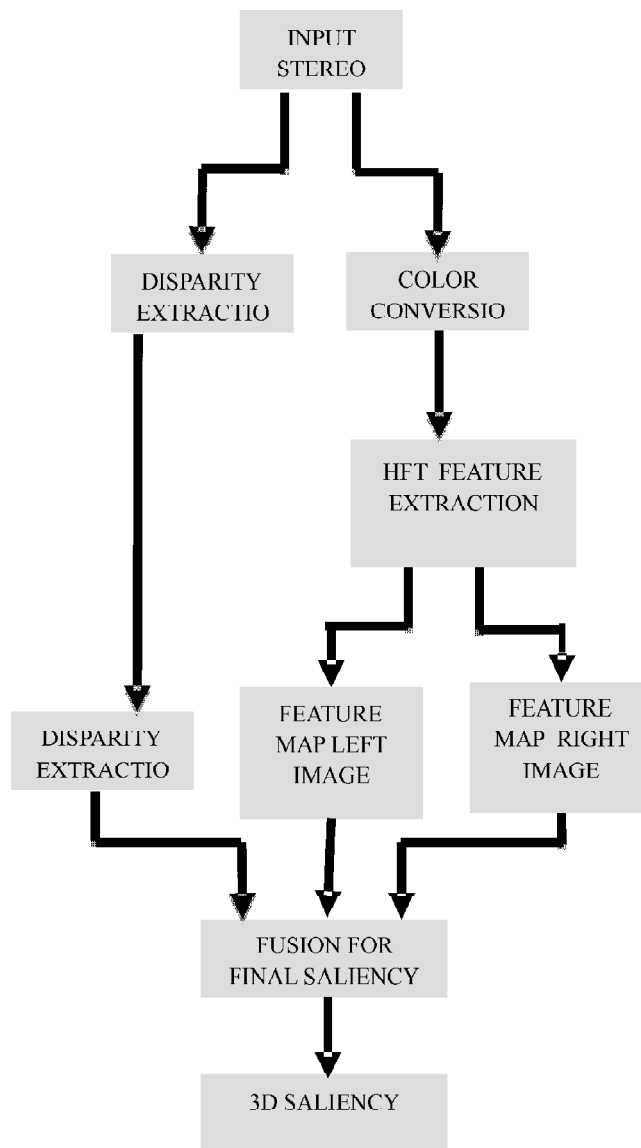 INPUT
STEREO
DISPARITY
EXTRACTIO
COLOR
CONVERSIO
HFT FEATURE
EXTRACTION
DISPARITY
EXTRACTIO
FEATURE
MAP LEFT
IMAGE
FEATURE
MAP RIGHT
IMAGE
FUSION FOR
FINAL SALIENCY
3D SALIENCY